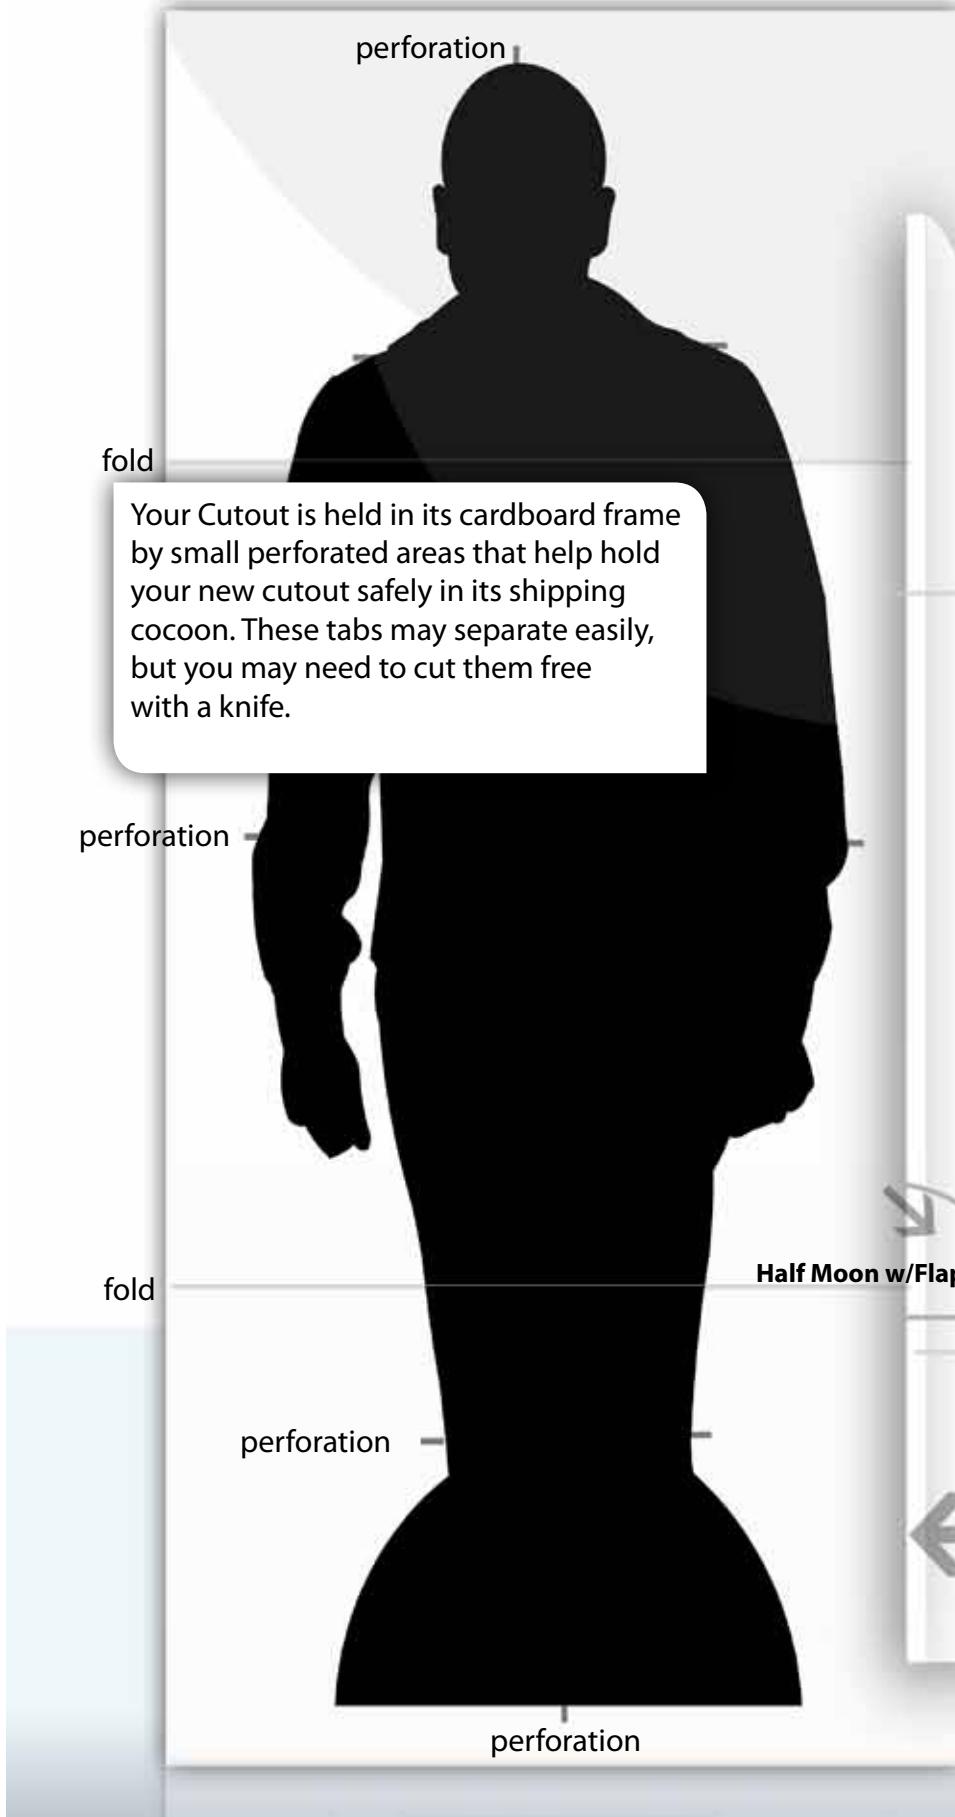 perforation
fold
Your Cutout is held in its cardboard frame
by small perforated areas that help hold
your new cutout safely in its shipping
cocoon. These tabs may separate easily,
but you may need to cut them free
with a knife.
perforation
Half Moon w/Flap
fold
perforation
perforation